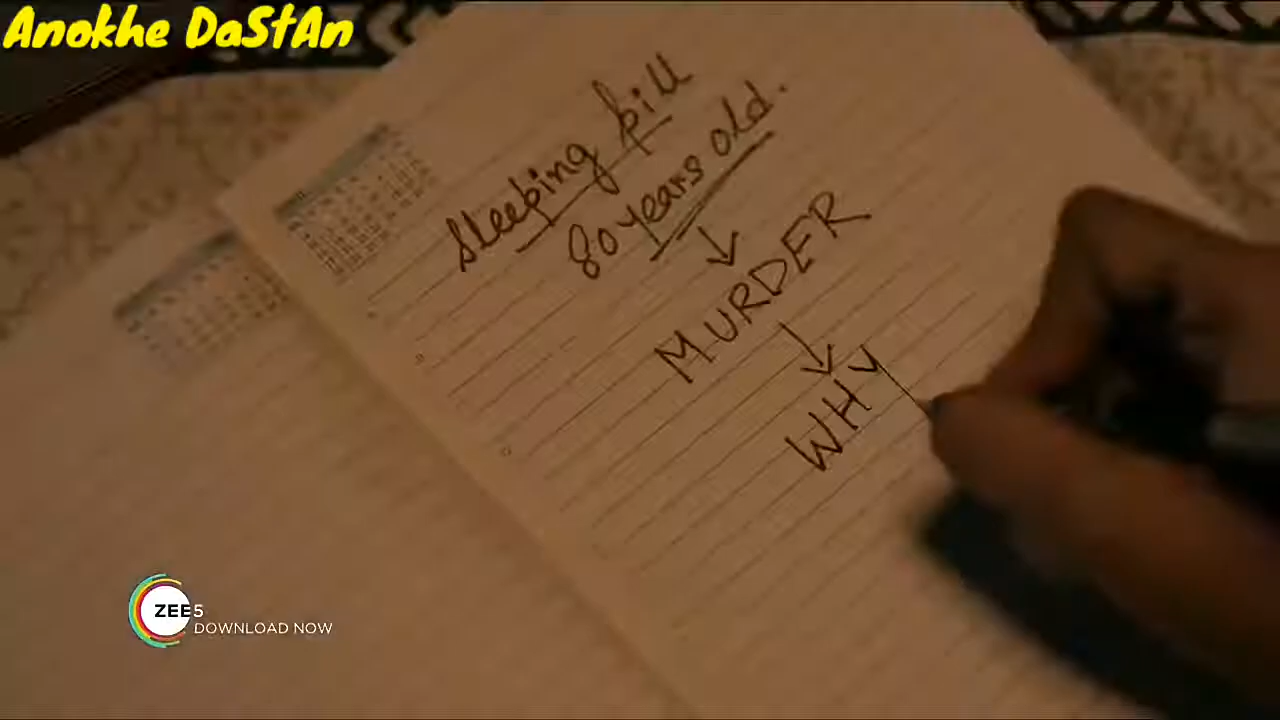 Anokhe DaStAn
Sleeping pill
80 years old.
↓
MURDER
↓
WHY
ZEE5
DOWNLOAD NOW